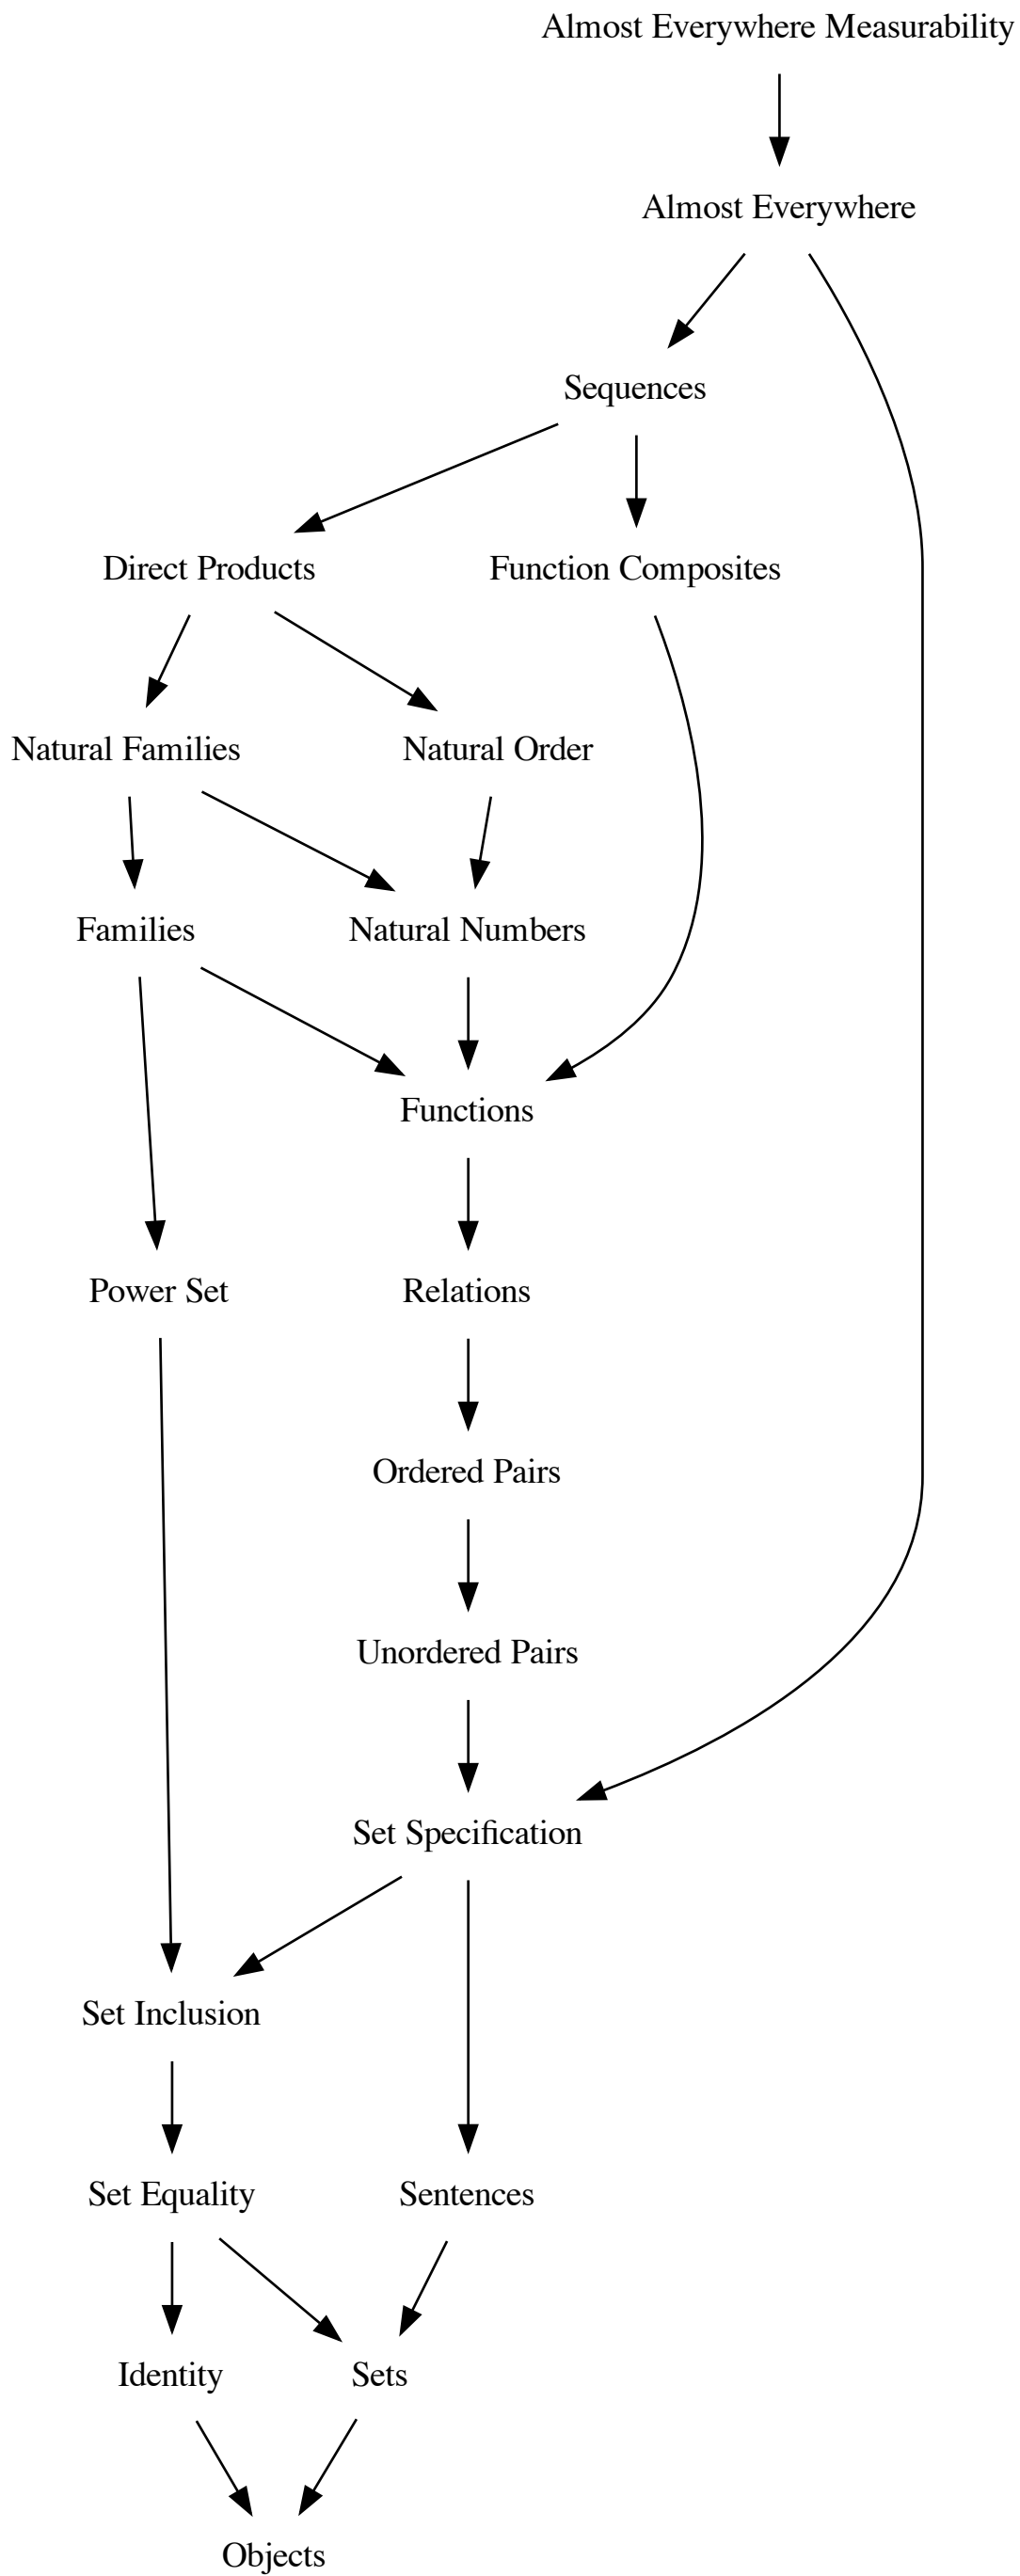 Almost Everywhere Measurability
Almost Everywhere
Sequences
Direct Products
Function Composites
Natural Families
Natural Order
Families
Natural Numbers
Functions
Power Set
Relations
Ordered Pairs
Unordered Pairs
Set Specification
Set Inclusion
Set Equality
Sentences
Identity
Sets
Objects